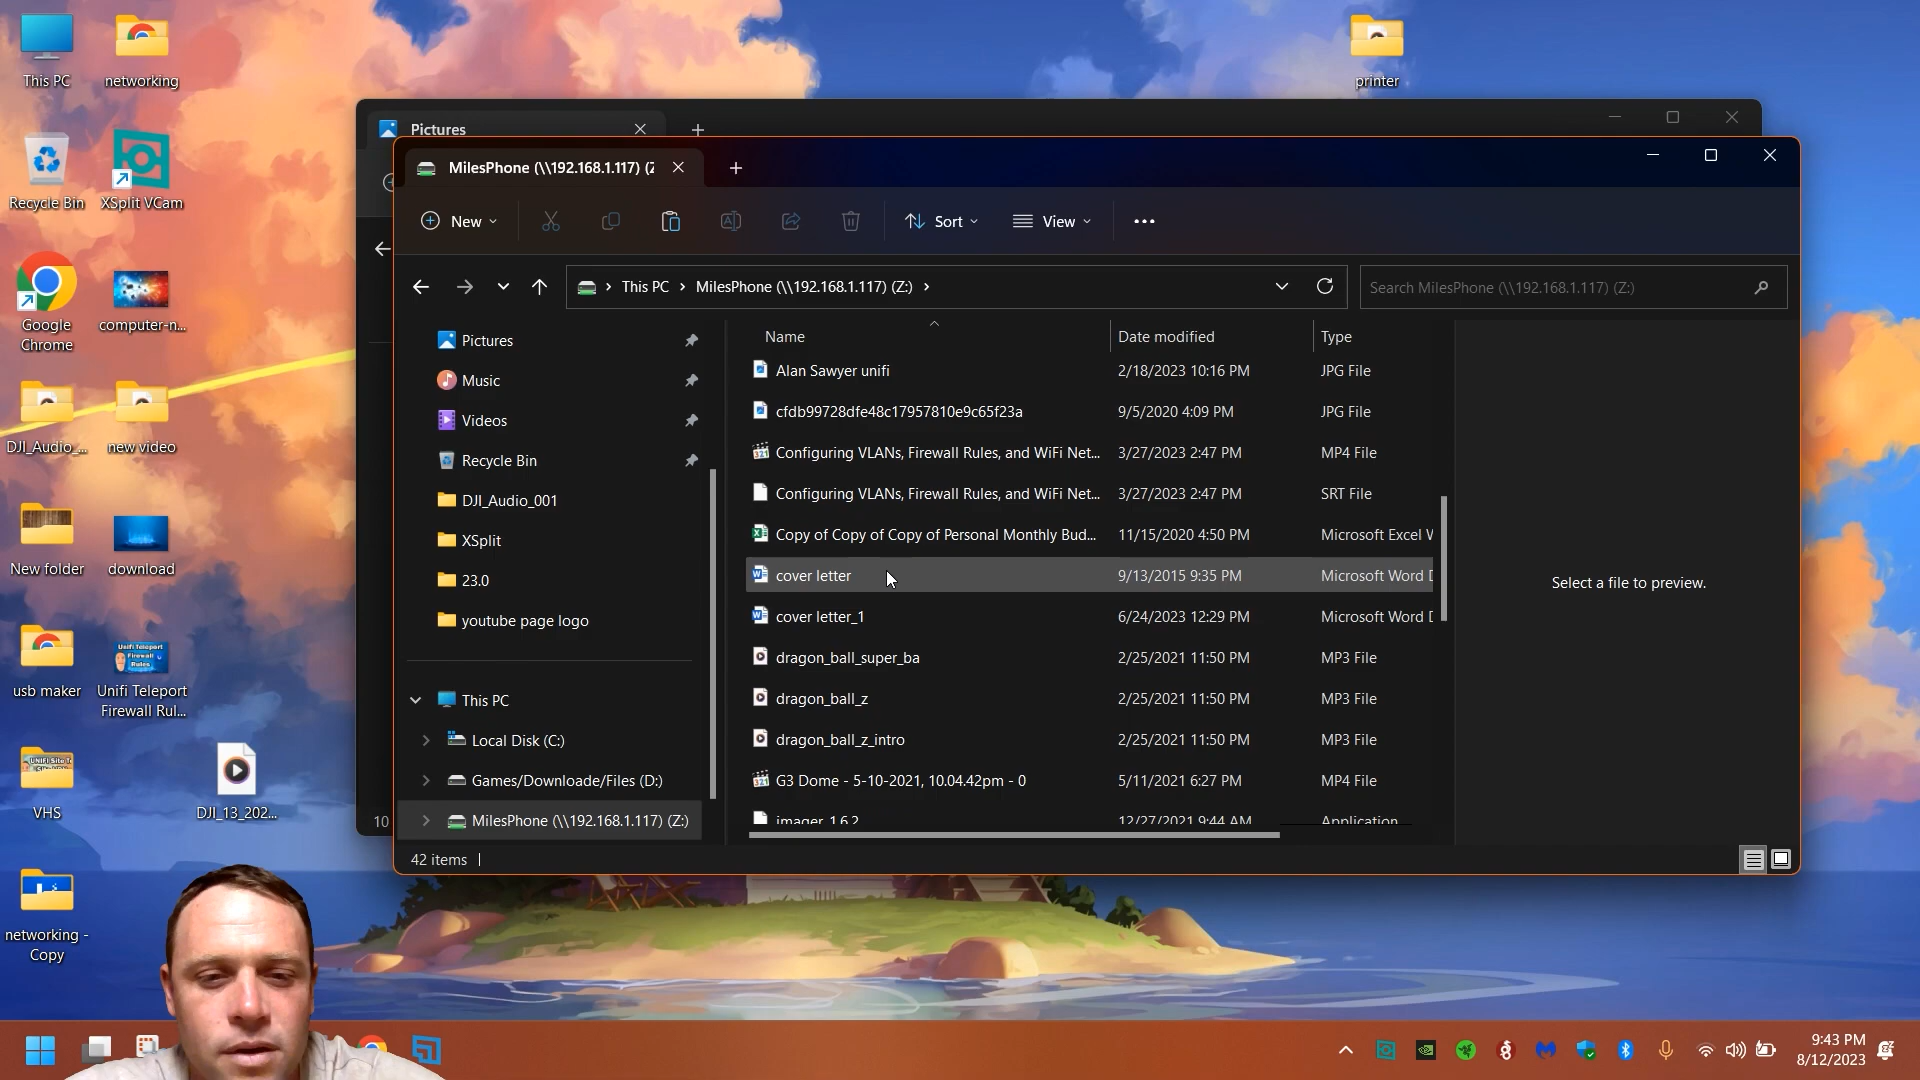 This PC
networking
printer
Recycle Bin
XSplit VCam
Google
Chrome
computer-n...
DJI_Audio_...
new video
New folder
download
usb maker
Unifi Teleport
Firewall Rul...
VHS
DJI_13_202...
networking -
Copy
Pictures
10
MilesPhone (\\192.168.1.117) (Z
New
Sort
View
This PC
MilesPhone (\\192.168.1.117) (Z:)
Search MilesPhone (\\192.168.1.117) (Z:)
Pictures
Music
Videos
Recycle Bin
DJI_Audio_001
XSplit
23.0
youtube page logo
This PC
Local Disk (C:)
Games/Downloade/Files (D:)
MilesPhone (\\192.168.1.117) (Z:)
Name Date modified Type
Alan Sawyer unifi 2/18/2023 10:16 PM JPG File
cfdb99728dfe48c17957810e9c65f23a 9/5/2020 4:09 PM JPG File
Configuring VLANs, Firewall Rules, and WiFi Net... 3/27/2023 2:47 PM MP4 File
Configuring VLANs, Firewall Rules, and WiFi Net... 3/27/2023 2:47 PM SRT File
Copy of Copy of Copy of Personal Monthly Bud... 11/15/2020 4:50 PM Microsoft Excel W
cover letter 9/13/2015 9:35 PM Microsoft Word D
cover letter_1 6/24/2023 12:29 PM Microsoft Word D
dragon_ball_super_ba 2/25/2021 11:50 PM MP3 File
dragon_ball_z 2/25/2021 11:50 PM MP3 File
dragon_ball_z_intro 2/25/2021 11:50 PM MP3 File
G3 Dome - 5-10-2021, 10.04.42pm - 0 5/11/2021 6:27 PM MP4 File
imager_1.6.2 12/27/2021 9:44 AM Application
Select a file to preview.
42 items
9:43 PM
8/12/2023